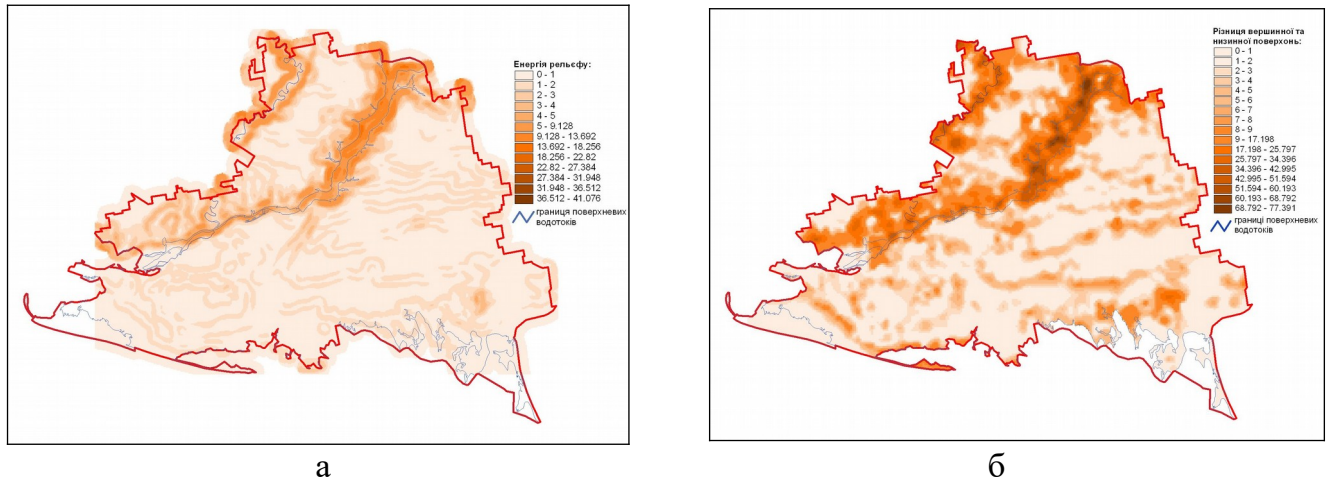 Енергія рельєфу:
0 - 1
1 - 2
2 - 3
3 - 4
4 - 5
5 - 9.128
9.128 - 13.692
13.692 - 18.256
18.256 - 22.82
22.82 - 27.384
27.384 - 31.948
31.948 - 36.512
36.512 - 41.076
границя поверхневих
водотоків
а
Різниця вершинної та
низинної поверхонь:
0 - 1
1 - 2
2 - 3
3 - 4
4 - 5
5 - 6
6 - 7
7 - 8
8 - 9
9 - 17.198
17.198 - 25.797
25.797 - 34.396
34.396 - 42.995
42.995 - 51.594
51.594 - 60.193
60.193 - 68.792
68.792 - 77.391
границі поверхневих
водотоків
б